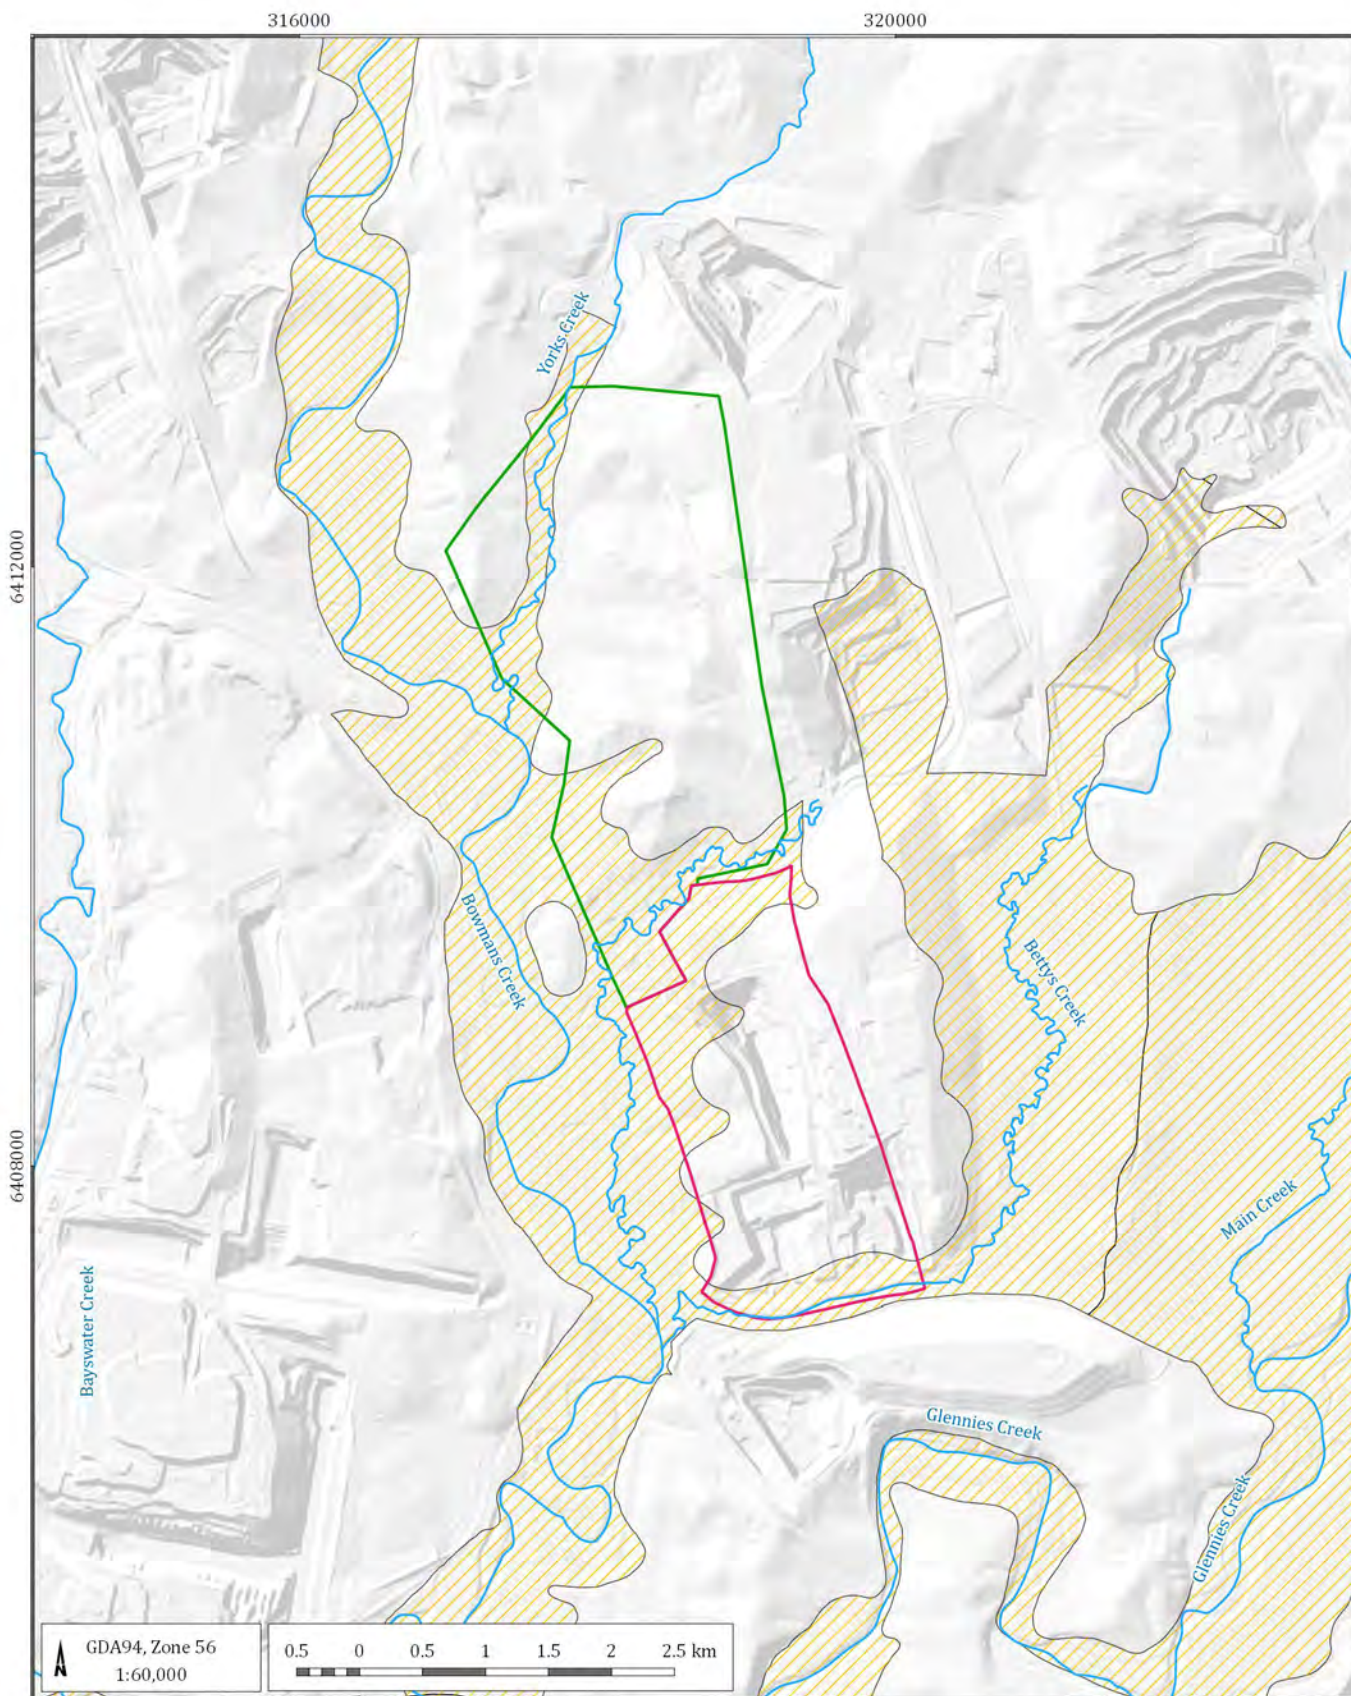 316000
320000
Yorks Creek
6412000
Bowmans Creek
Bettys Creek
6408000
Main Creek
Bayswater Creek
Glennies Creek
Glennies Creek
N
GDA94, Zone 56
1:60,000
0.5 0 0.5 1 1.5 2 2.5 km